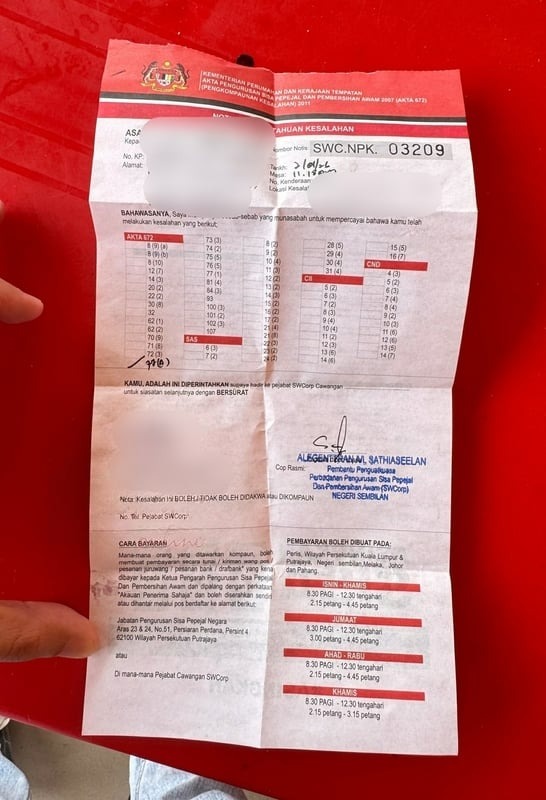 KEMENTERIAN PERUMAHAN DAN KERAJAAN TEMPATAN
AKTA PENGURUSAN SISA PEPEJAL DAN PEMBERSIHAN AWAM 2007 (AKTA 672)
(PENGKOMPAUNAN KESALAHAN) 2011
TAHUAN KESALAHAN
ASA
Kepa
No. KP:
Alamat:
Nombor Notis
SWC.NPK. 03209
Tarikh:
Masa: 11.18am
No. Kenderaan
Lokasi Kesala
BAHAWASANYA, Saya sebab yang munasabah untuk mempercayai bahawa kamu telah
melakukan kesalahan yang berikut;
AKTA 672
8 (9) (a)
8 (9) (b)
8 (10)
12 (7)
14 (3)
20 (2)
22 (2)
30 (8)
32
62 (1)
62 (2)
70 (9)
71 (8)
72 (3)
73 (3)
74 (2)
75 (5)
76 (5)
77 (1)
81 (4)
84 (3)
93
100 (3)
101 (2)
102 (3)
107
SAS
6 (3)
7 (2)
8 (2)
9 (2)
10 (4)
11 (3)
12 (2)
13 (2)
14 (3)
15 (2)
16 (2)
17 (2)
21 (4)
28 (5)
29 (4)
30 (4)
31 (4)
CB
5 (2)
6 (3)
7 (2)
8 (3)
9 (4)
10 (4)
11 (2)
12 (3)
13 (6)
14 (6)
15 (5)
16 (7)
CND
4 (3)
5 (2)
6 (3)
7 (4)
8 (4)
9 (2)
10 (3)
11 (6)
12 (6)
13 (5)
14 (7)
KAMU, ADALAH INI DIPERINTAHKAN supaya hadir ke pejabat SWCorp Cawangan
untuk siasatan selanjutnya dengan BERSURAT
ALEGENTERAN A/L SATHIASEELAN
Cop Rasmi:
Pembantu Penguatkuasa
Perbadanan Pengurusan Sisa Pepejal
Dan Pembersihan Awam (SWCorp)
NEGERI SEMBILAN
Nota :Kesalahan INI BOLEH / TIDAK BOLEH DIDAKWA atau DIKOMPAUN
No. Tel. Pejabat SWCorp
CARA BAYARAN
Mana-mana orang yang ditawarkan kompaun, boleh
membuat pembayaran secara tunai / kiriman wang pos /
pesanan juruwang / pesanan bank / drafbank* yang kena
dibayar kepada Ketua Pengarah Pengurusan Sisa Pepejal
Dan Pembersihan Awam dan dipalang dengan perkataan
"Akauan Penerima Sahaja" dan boleh diserahkan sendiri
atau dihantar melalui pos berdaftar ke alamat berikut:
Jabatan Pengurusan Sisa Pepejal Negara
Aras 23 & 24, No.51, Persiaran Perdana, Persint 4
62100 Wilayah Persekutuan Putrajaya
atau
Di mana-mana Pejabat Cawangan SWCorp
PEMBAYARAN BOLEH DIBUAT PADA:
Perlis, Wilayah Persekutuan Kuala Lumpur &
Putrajaya, Negeri sembilan,Melaka, Johor
dan Pahang.
ISNIN - KHAMIS
8.30 PAGI - 12.30 tengahari
2.15 petang - 4.45 petang
JUMAAT
8.30 PAGI - 12.30 tengahari
3.00 petang - 4.45 petang
AHAD - RABU
8.30 PAGI - 12.30 tengahari
2.15 petang - 4.45 petang
KHAMIS
8.30 PAGI - 12.30 tengahari
2.15 petang - 3.15 petang